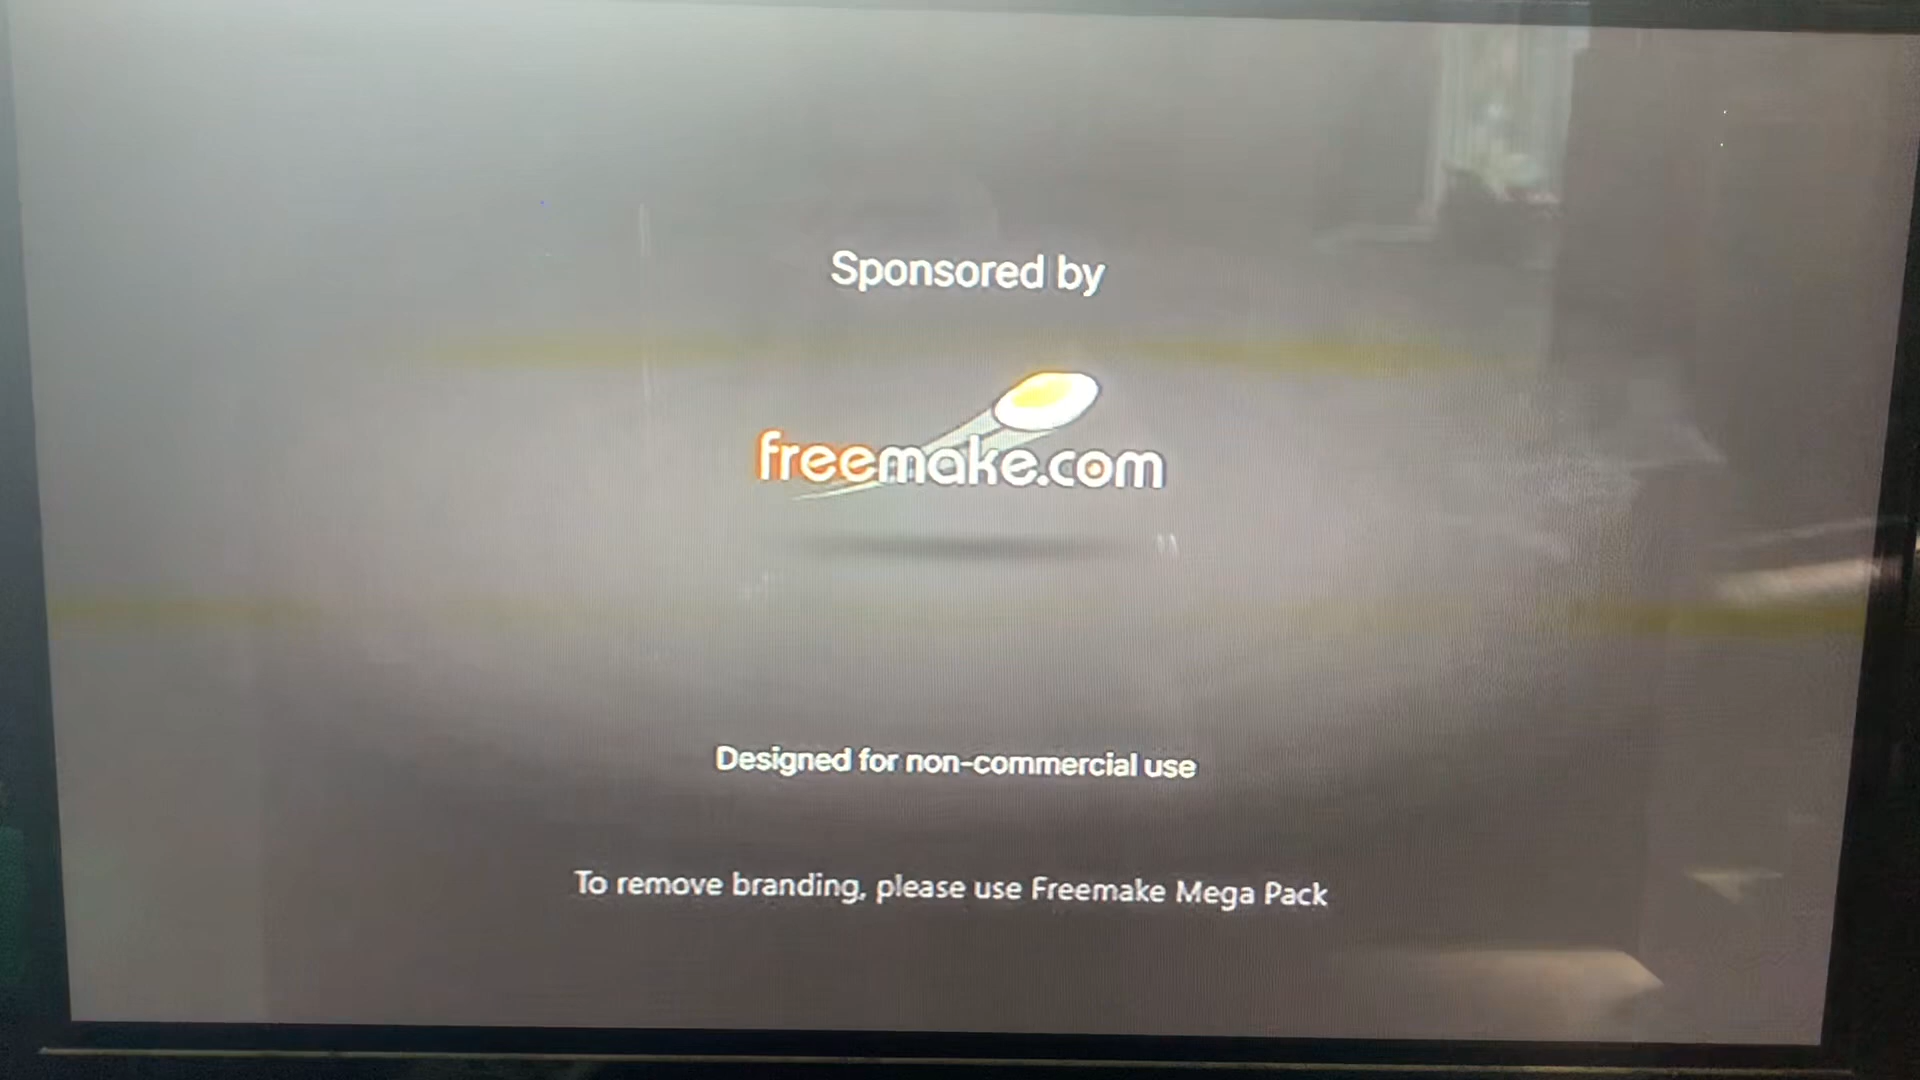 Sponsored by
freemake.com
Designed for non-commercial use
To remove branding, please use Freemake Mega Pack